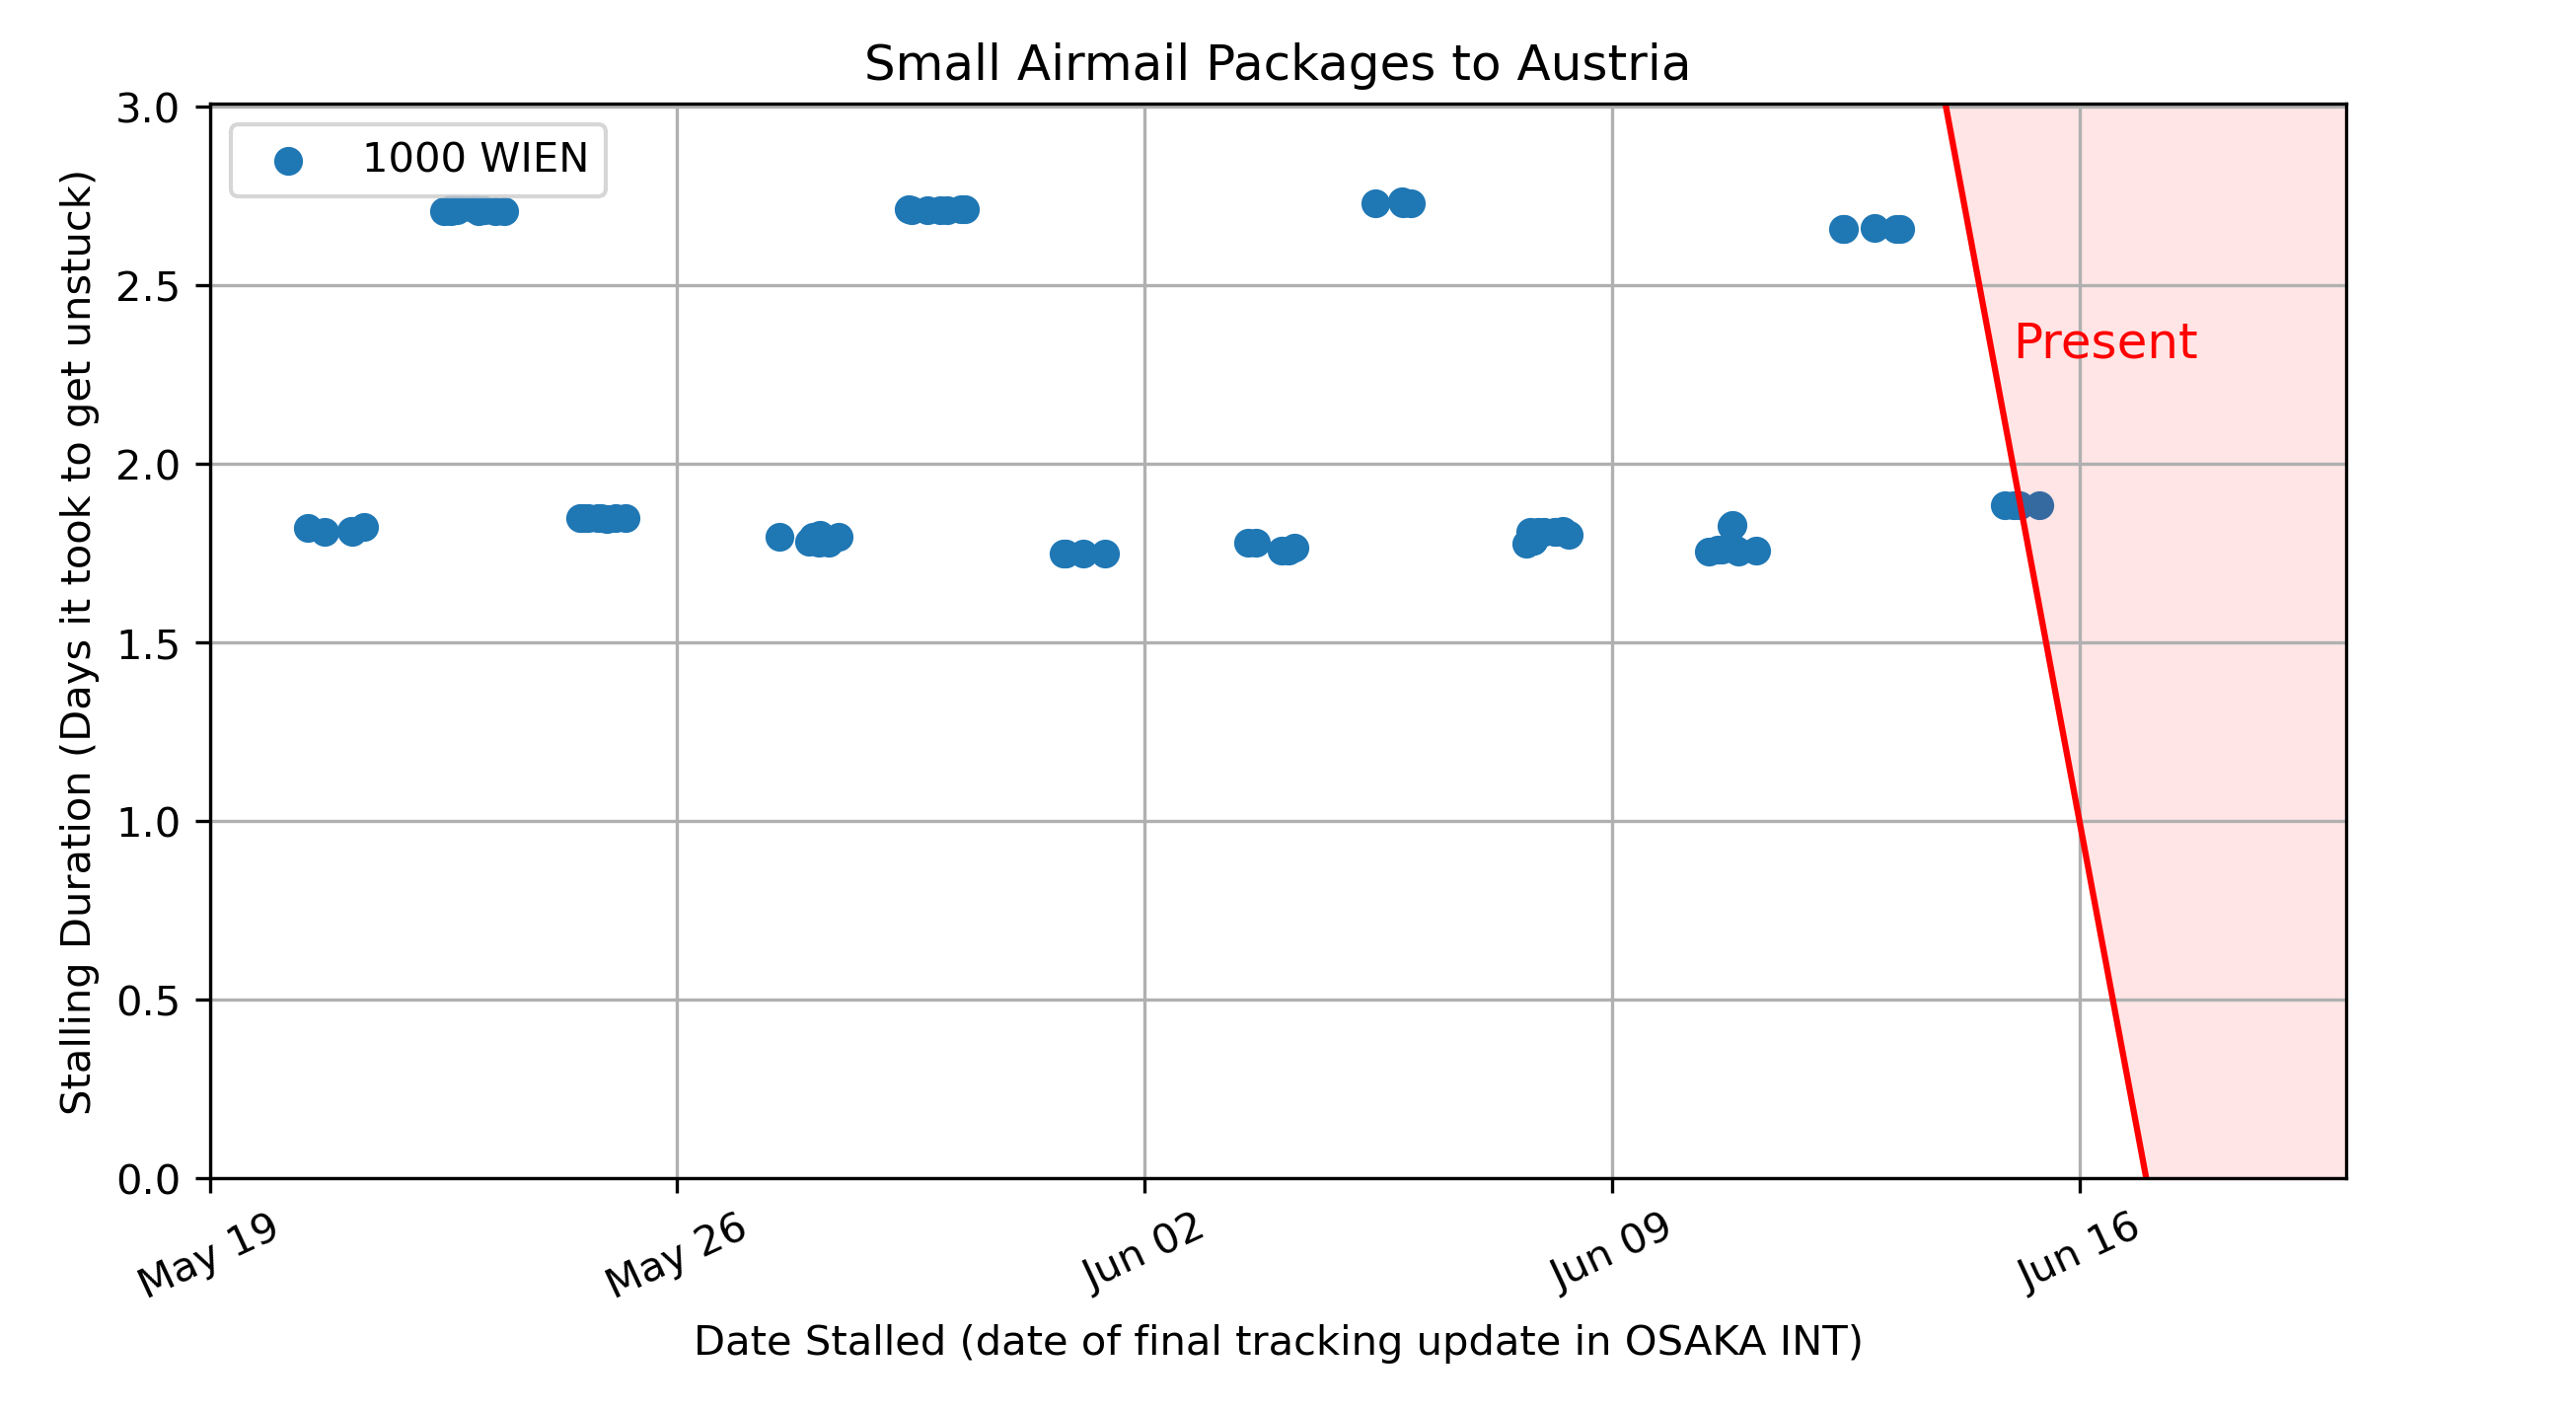 Small Airmail Packages to Austria
1000 WIEN
Present
Stalling Duration (Days it took to get unstuck)
3.0
2.5
2.0
1.5
1.0
0.5
0.0
May 19
May 26
Jun 02
Jun 09
Jun 16
Date Stalled (date of final tracking update in OSAKA INT)